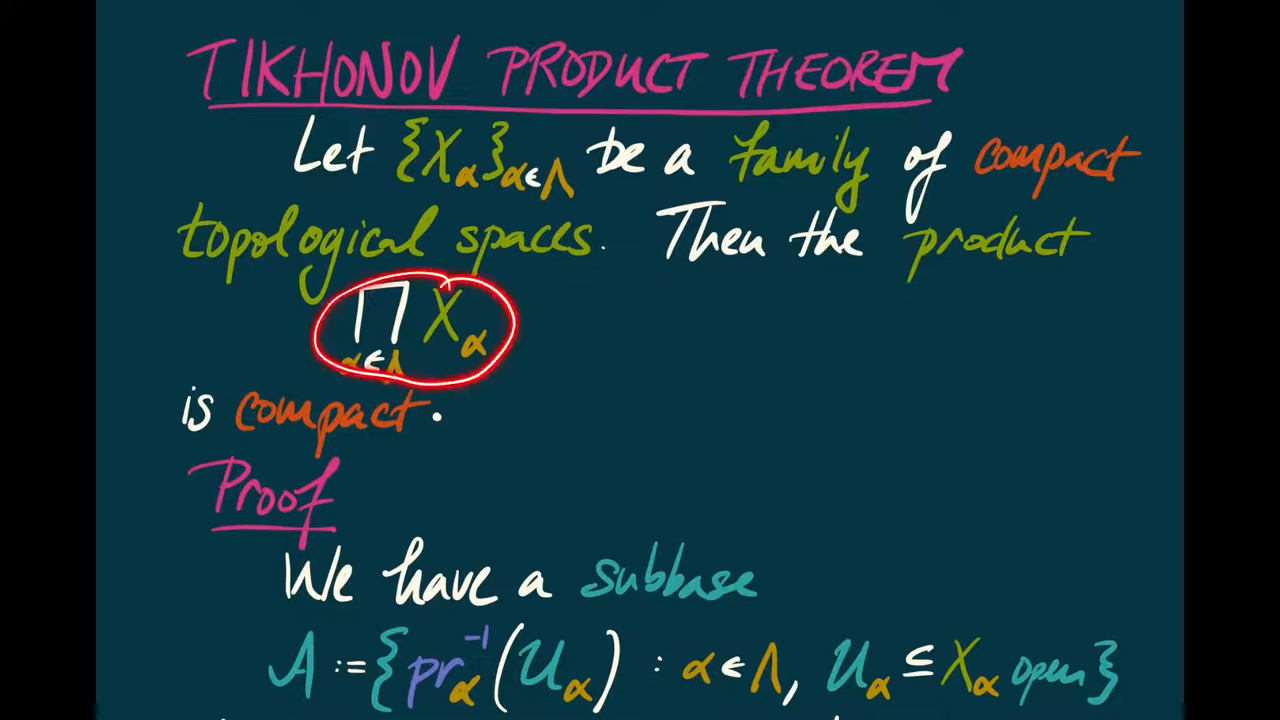 TIKHONOV PRODUCT THEOREM
Let {X_α}_{α∈Λ} be a family of compact
topological spaces. Then the product
∏_{α∈Λ} X_α
is compact.
Proof
We have a subbase
𝒜 := {pr_α^{-1}(U_α) : α∈Λ, U_α ⊆ X_α open}